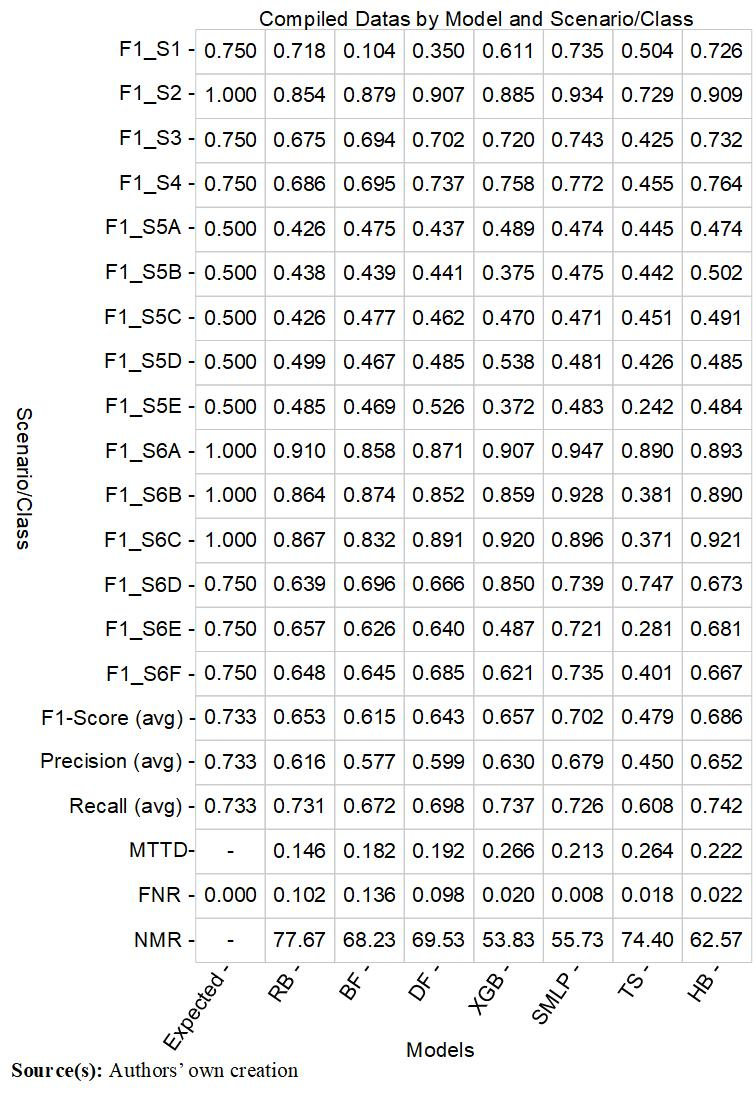 Compiled Datas by Model and Scenario/Class
F1_S1 - 0.750 0.718 0.104 0.350 0.611 0.735 0.504 0.726
F1_S2 - 1.000 0.854 0.879 0.907 0.885 0.934 0.729 0.909
F1_S3 - 0.750 0.675 0.694 0.702 0.720 0.743 0.425 0.732
F1_S4 - 0.750 0.686 0.695 0.737 0.758 0.772 0.455 0.764
F1_S5A - 0.500 0.426 0.475 0.437 0.489 0.474 0.445 0.474
F1_S5B - 0.500 0.438 0.439 0.441 0.375 0.475 0.442 0.502
F1_S5C - 0.500 0.426 0.477 0.462 0.470 0.471 0.451 0.491
F1_S5D - 0.500 0.499 0.467 0.485 0.538 0.481 0.426 0.485
F1_S5E - 0.500 0.485 0.469 0.526 0.372 0.483 0.242 0.484
F1_S6A - 1.000 0.910 0.858 0.871 0.907 0.947 0.890 0.893
F1_S6B - 1.000 0.864 0.874 0.852 0.859 0.928 0.381 0.890
F1_S6C - 1.000 0.867 0.832 0.891 0.920 0.896 0.371 0.921
F1_S6D - 0.750 0.639 0.696 0.666 0.850 0.739 0.747 0.673
F1_S6E - 0.750 0.657 0.626 0.640 0.487 0.721 0.281 0.681
F1_S6F - 0.750 0.648 0.645 0.685 0.621 0.735 0.401 0.667
F1-Score (avg) - 0.733 0.653 0.615 0.643 0.657 0.702 0.479 0.686
Precision (avg) - 0.733 0.616 0.577 0.599 0.630 0.679 0.450 0.652
Recall (avg) - 0.733 0.731 0.672 0.698 0.737 0.726 0.608 0.742
MTTD- - 0.146 0.182 0.192 0.266 0.213 0.264 0.222
FNR - 0.000 0.102 0.136 0.098 0.020 0.008 0.018 0.022
NMR - - 77.67 68.23 69.53 53.83 55.73 74.40 62.57
Scenario/Class
Expected - RB - BF - DF - XGB - SMLP - TS - HB -
Models
Source(s): Authors’ own creation